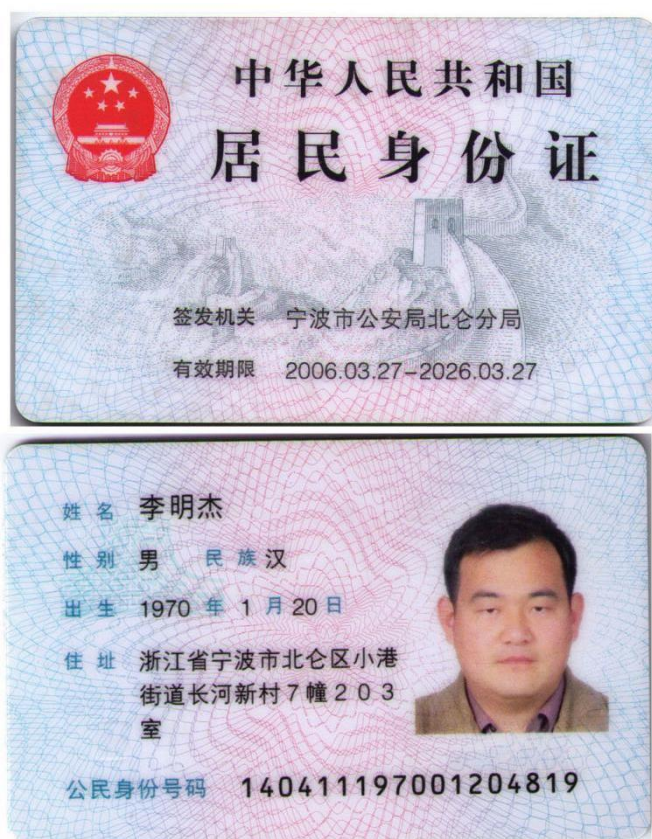 中华人民共和国
居民身份证
签发机关 宁波市公安局北仑分局
有效期限 2006.03.27-2026.03.27
姓名 李明杰
性别 男 民族 汉
出生 1970 年 1 月 20 日
住址 浙江省宁波市北仑区小港
街道长河新村7幢203
室
公民身份号码 140411197001204819